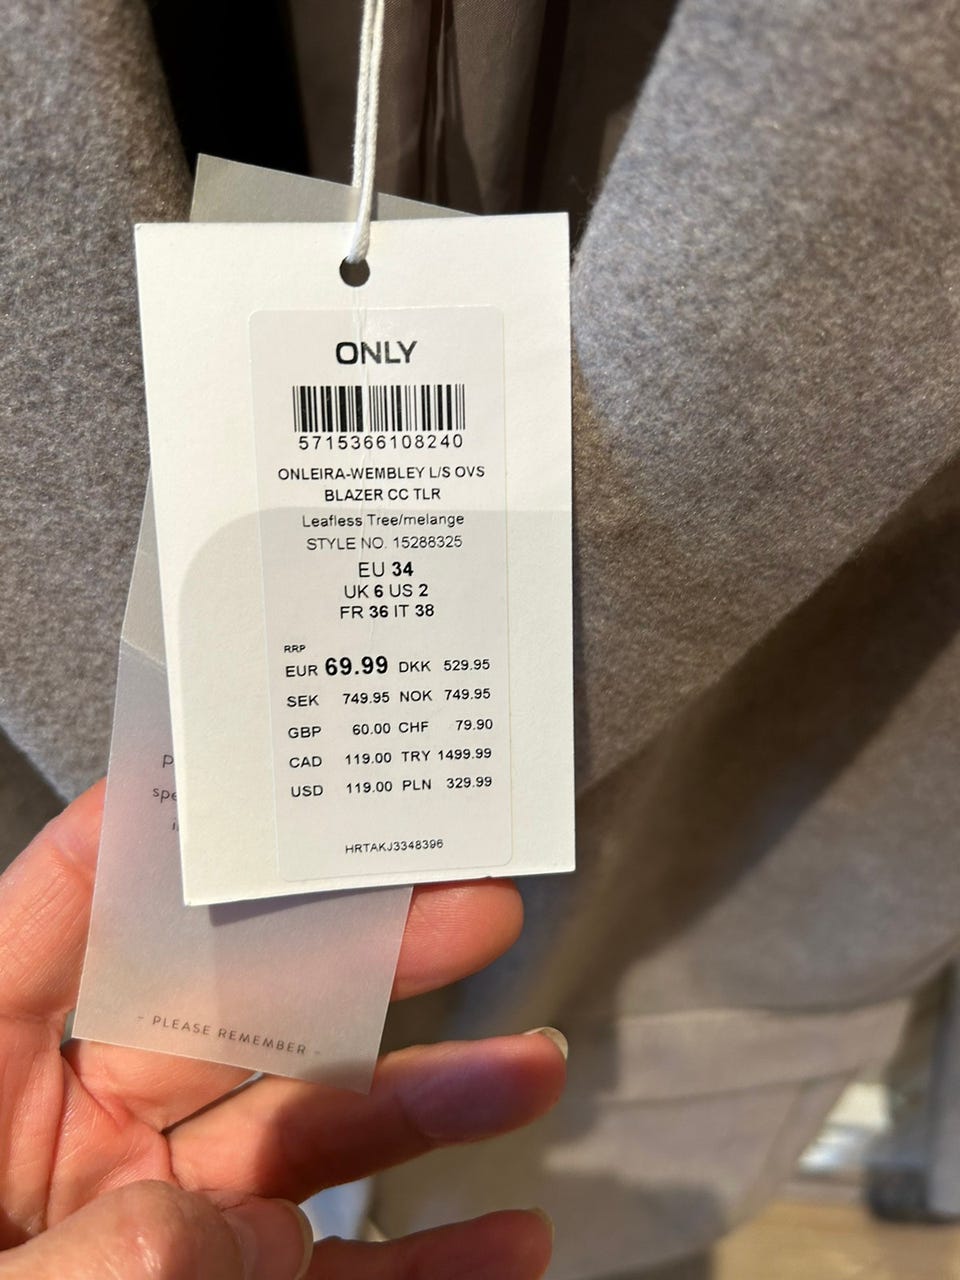 ONLY
5715366108240
ONLEIRA-WEMBLEY L/S OVS
BLAZER CC TLR
Leafless Tree/melange
STYLE NO. 15288325
EU 34
UK 6 US 2
FR 36 IT 38
RRP
EUR 69.99 DKK 529.95
SEK 749.95 NOK 749.95
GBP 60.00 CHF 79.90
CAD 119.00 TRY 1499.99
USD 119.00 PLN 329.99
HRTAKJ3348396
- PLEASE REMEMBER -